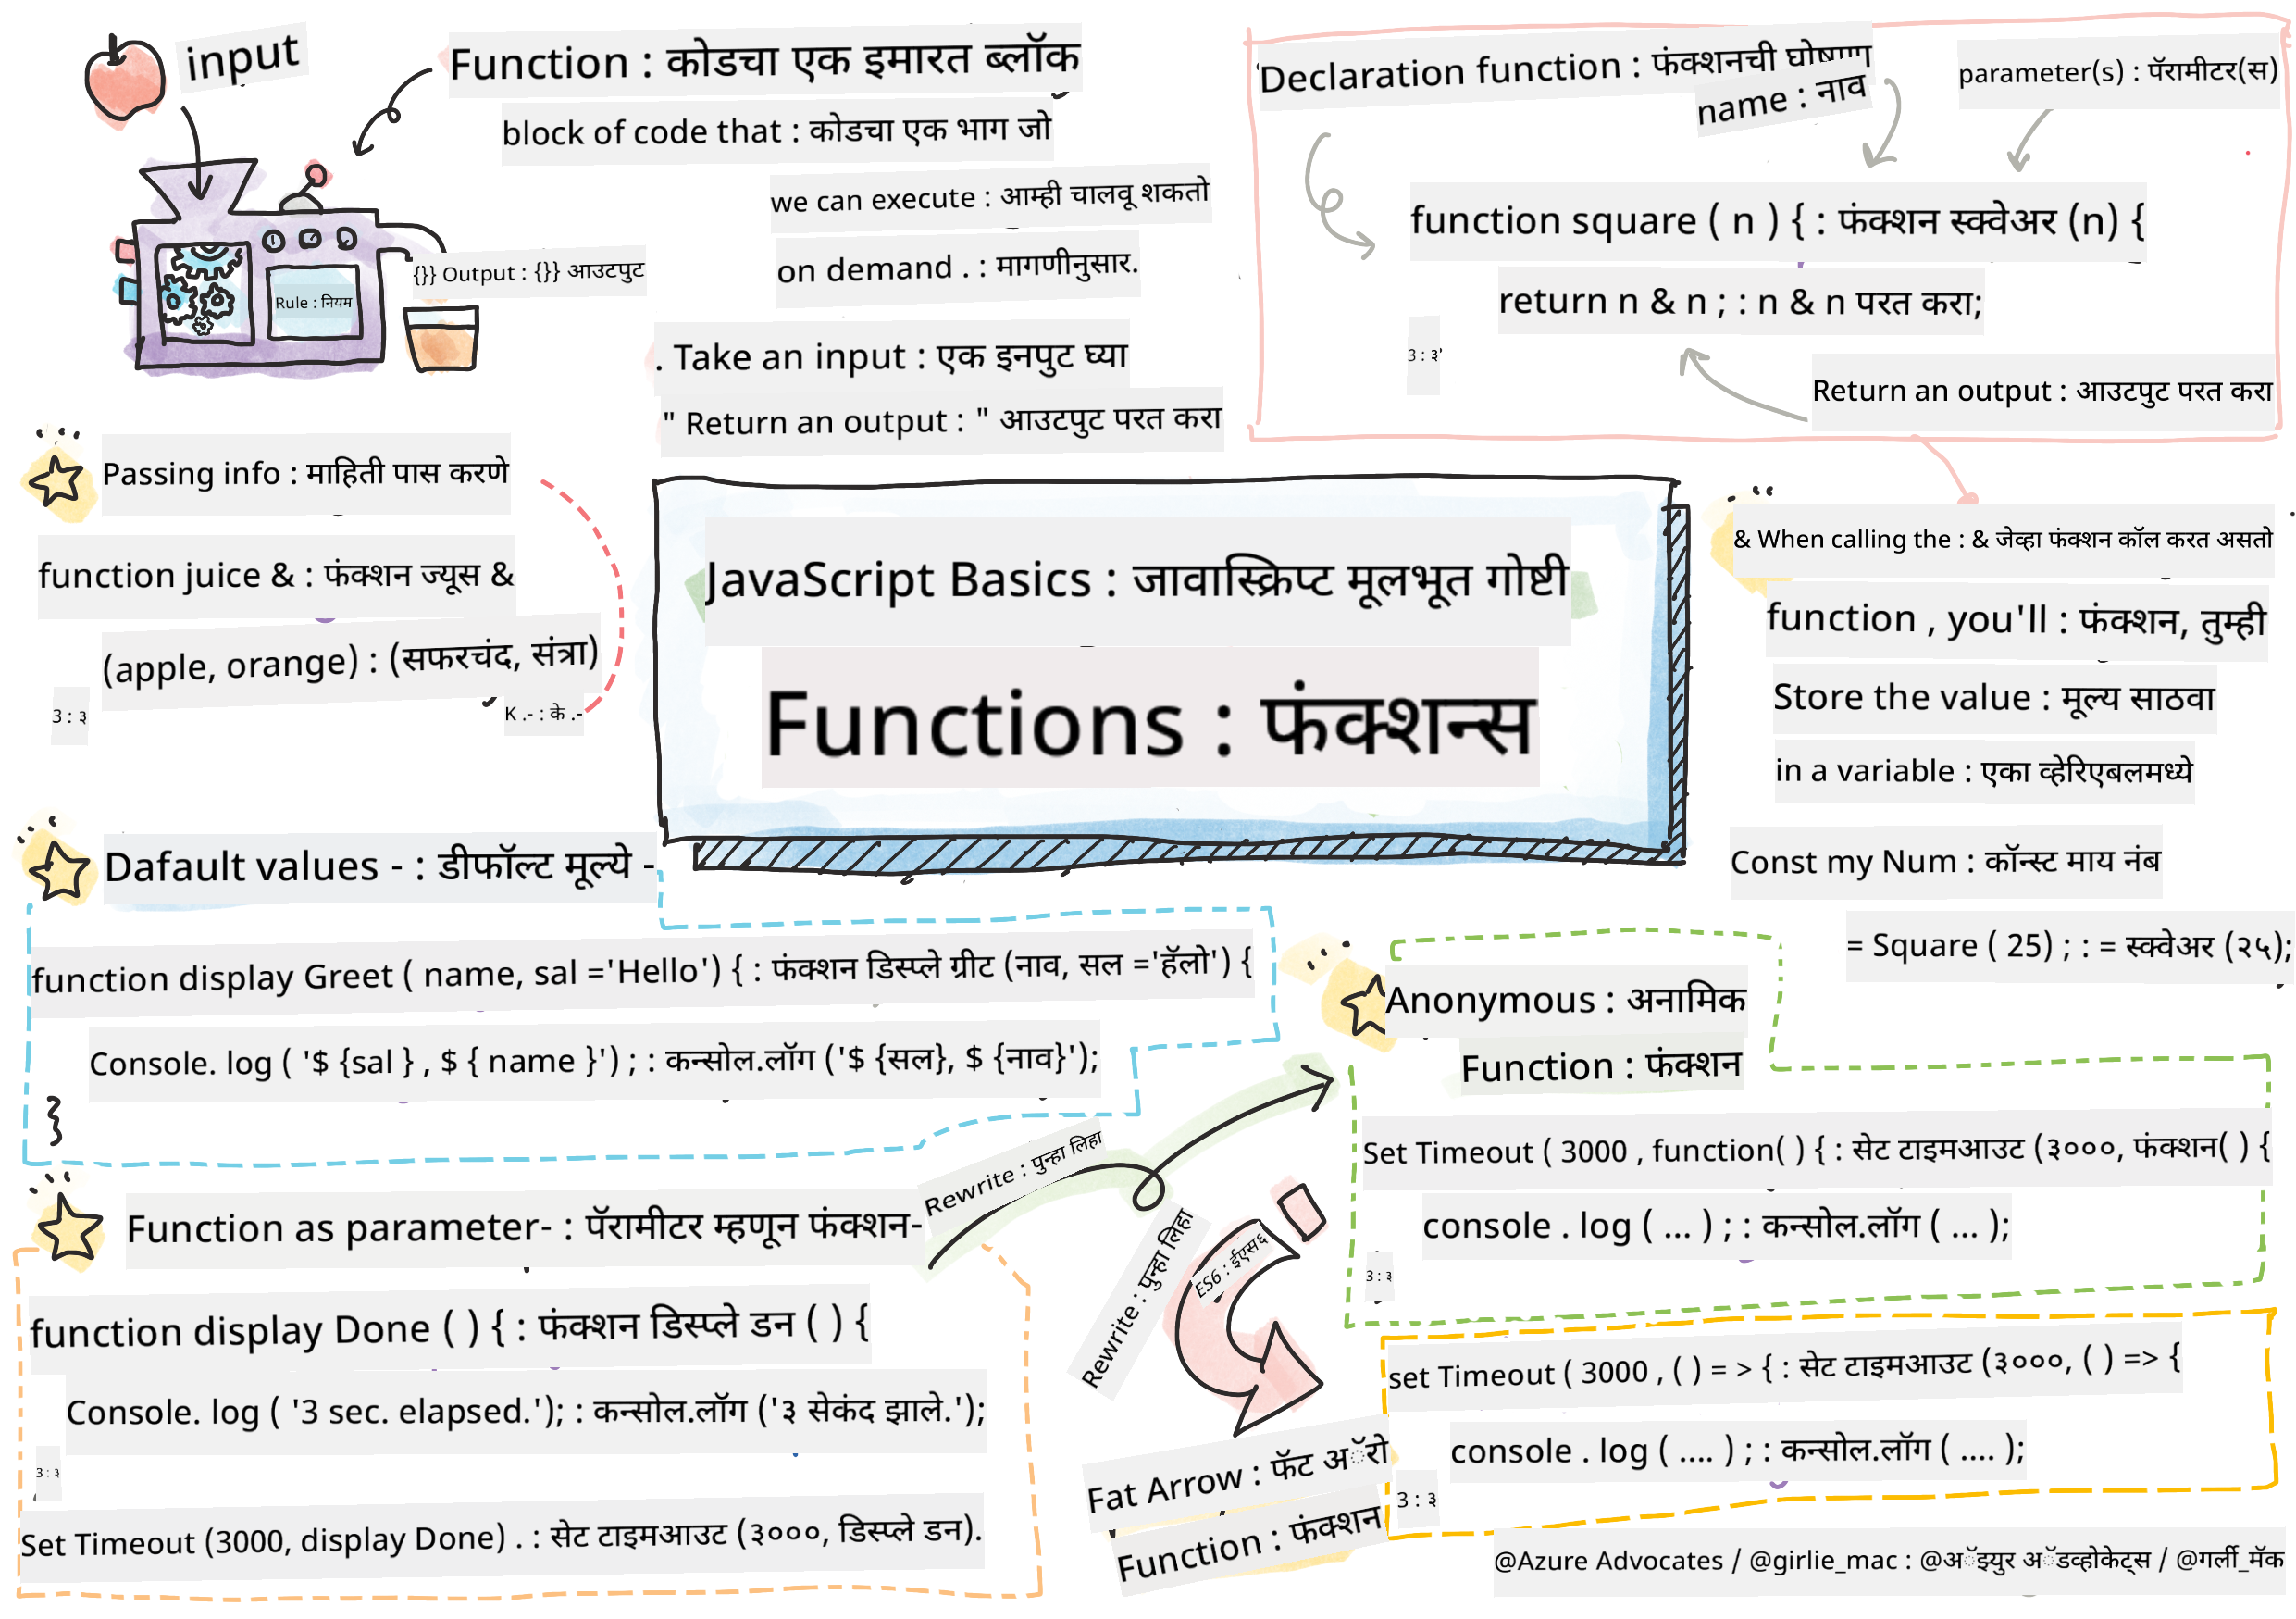 input
Function : कोडचा एक इमारत ब्लॉक
block of code that : कोडचा एक भाग जो
we can execute : आम्ही चालवू शकतो
on demand . : मागणीनुसार.
{}} Output : {}} आउटपुट
Rule : नियम
. Take an input : एक इनपुट घ्या
" Return an output : " आउटपुट परत करा
Declaration function : फंक्शनची घोषणा
name : नाव
parameter(s) : पॅरामीटर(स)
function square ( n ) { : फंक्शन स्क्वेअर (n) {
return n & n ; : n & n परत करा;
3 : ३'
Return an output : आउटपुट परत करा
Passing info : माहिती पास करणे
function juice & : फंक्शन ज्यूस &
(apple, orange) : (सफरचंद, संत्रा)
3 : ३
K .- : के .-
JavaScript Basics : जावास्क्रिप्ट मूलभूत गोष्टी
Functions : फंक्शन्स
& When calling the : & जेव्हा फंक्शन कॉल करत असतो
function , you'll : फंक्शन, तुम्ही
Store the value : मूल्य साठवा
in a variable : एका व्हेरिएबलमध्ये
Const my Num : कॉन्स्ट माय नंब
= Square ( 25) ; : = स्क्वेअर (२५);
Dafault values - : डीफॉल्ट मूल्ये -
function display Greet ( name, sal ='Hello') { : फंक्शन डिस्प्ले ग्रीट (नाव, सल ='हॅलो') {
Console. log ( '$ {sal } , $ { name }') ; : कन्सोल.लॉग ('$ {सल}, $ {नाव}');
Function as parameter- : पॅरामीटर म्हणून फंक्शन-
function display Done ( ) { : फंक्शन डिस्प्ले डन ( ) {
Console. log ( '3 sec. elapsed.'); : कन्सोल.लॉग ('३ सेकंद झाले.');
3 : ३
Set Timeout (3000, display Done) . : सेट टाइमआउट (३०००, डिस्प्ले डन).
Rewrite : पुन्हा लिहा
Rewrite : पुन्हा लिहा
ES6 : ईएस६
Anonymous : अनामिक
Function : फंक्शन
Set Timeout ( 3000 , function( ) { : सेट टाइमआउट (३०००, फंक्शन( ) {
console . log ( ... ) ; : कन्सोल.लॉग ( ... );
3 : ३
Fat Arrow : फॅट अॅरो
Function : फंक्शन
set Timeout ( 3000 , ( ) = > { : सेट टाइमआउट (३०००, ( ) => {
console . log ( .... ) ; : कन्सोल.लॉग ( .... );
3 : ३
@Azure Advocates / @girlie_mac : @अॅझ्युर अॅडव्होकेट्स / @गर्ली_मॅक